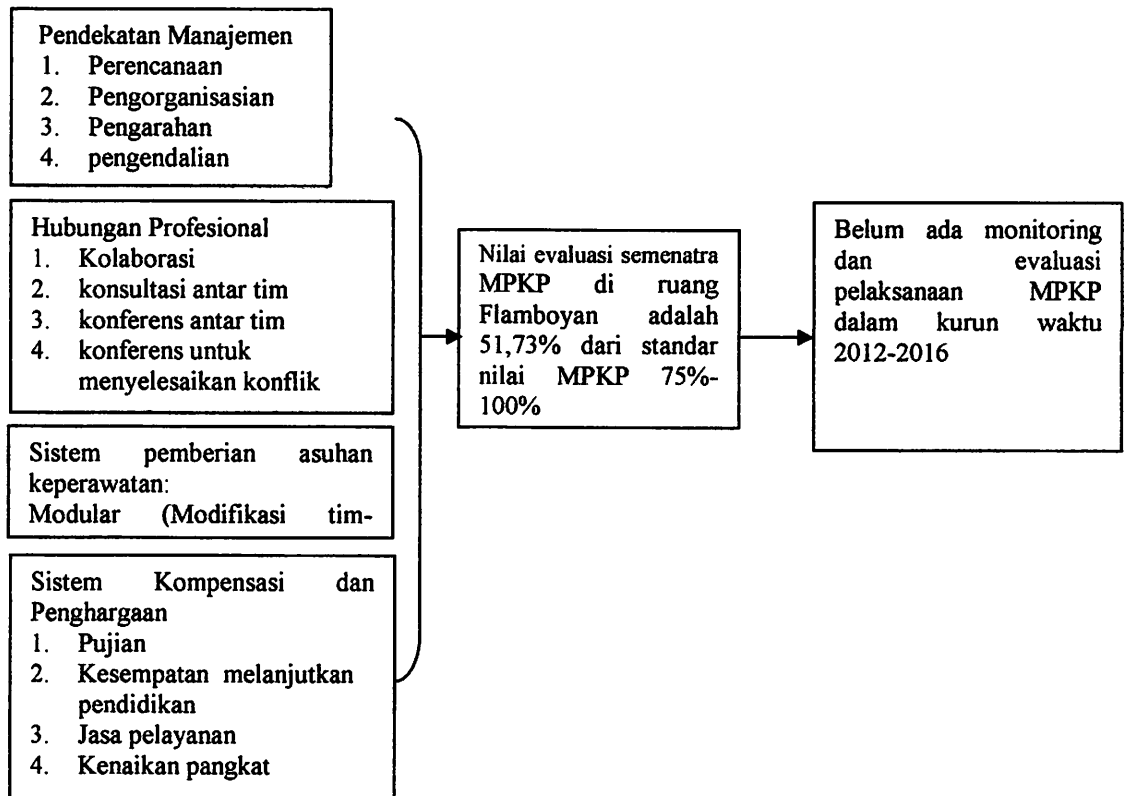 Pendekatan Manajemen
1. Perencanaan
2. Pengorganisasian
3. Pengarahan
4. pengendalian
Hubungan Profesional
1. Kolaborasi
2. konsultasi antar tim
3. konferens antar tim
4. konferens untuk
menyelesaikan konflik
Sistem pemberian asuhan
keperawatan:
Modular (Modifikasi tim-
Sistem Kompensasi dan
Penghargaan
1. Pujian
2. Kesempatan melanjutkan
pendidikan
3. Jasa pelayanan
4. Kenaikan pangkat
Nilai evaluasi semenatra
MPKP di ruang
Flamboyan adalah
51,73% dari standar
nilai MPKP 75%-
100%
Belum ada monitoring
dan evaluasi
pelaksanaan MPKP
dalam kurun waktu
2012-2016